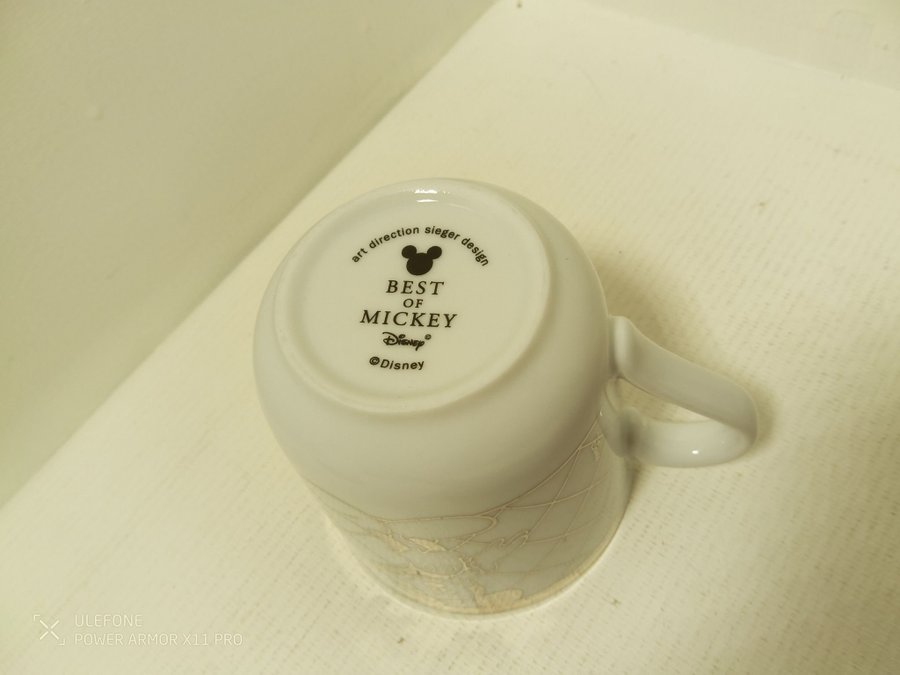 art direction sieger design
BEST
OF
MICKEY
Disney
©Disney
ULEFONE
POWER ARMOR X11 PRO